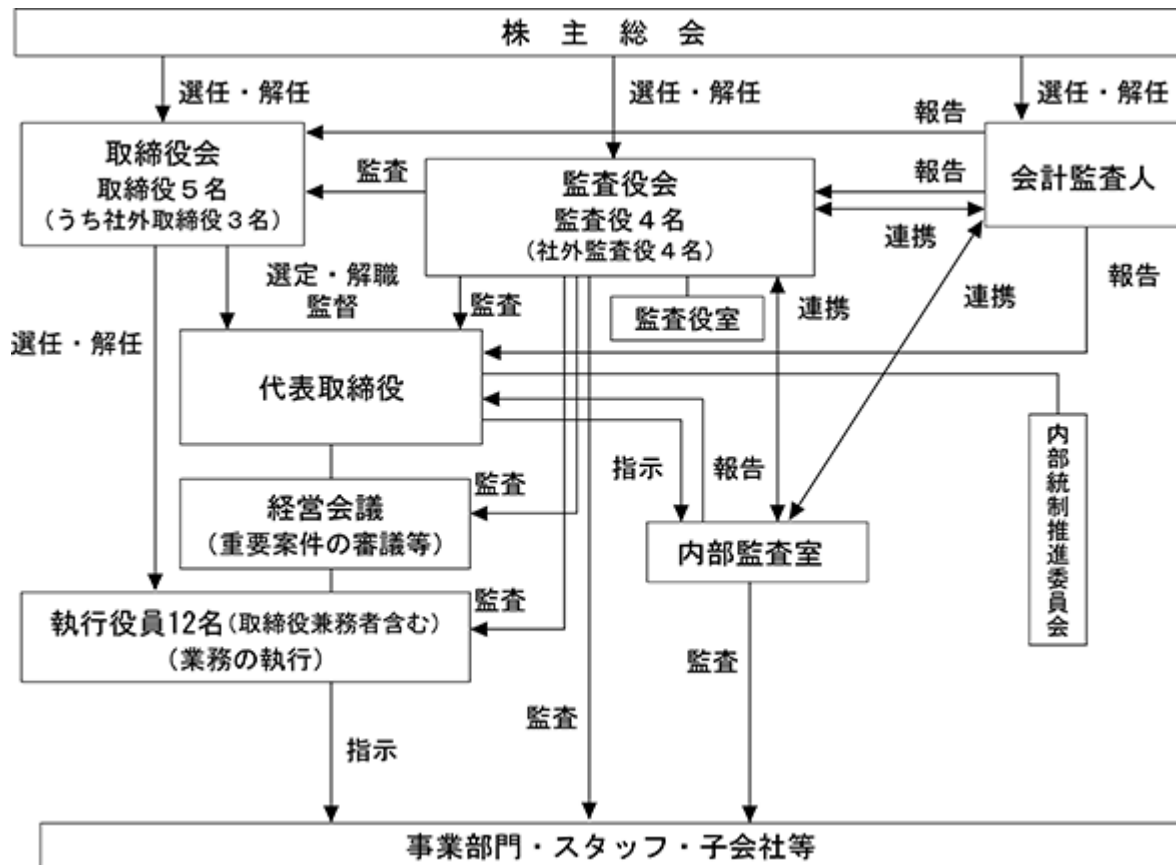 株主総会
選任・解任
選任・解任
選任・解任
報告
取締役会
取締役5名
(うち社外取締役3名)
監査
監査役会
監査役4名
(社外監査役4名)
報告
会計監査人
連携
選定・解職
監督
監査
監査役室
連携
連携
報告
選任・解任
代表取締役
指示
報告
内部統制推進委員会
経営会議
(重要案件の審議等)
監査
内部監査室
執行役員12名(取締役兼務者含む)
(業務の執行)
監査
監査
監査
指示
事業部門・スタッフ・子会社等